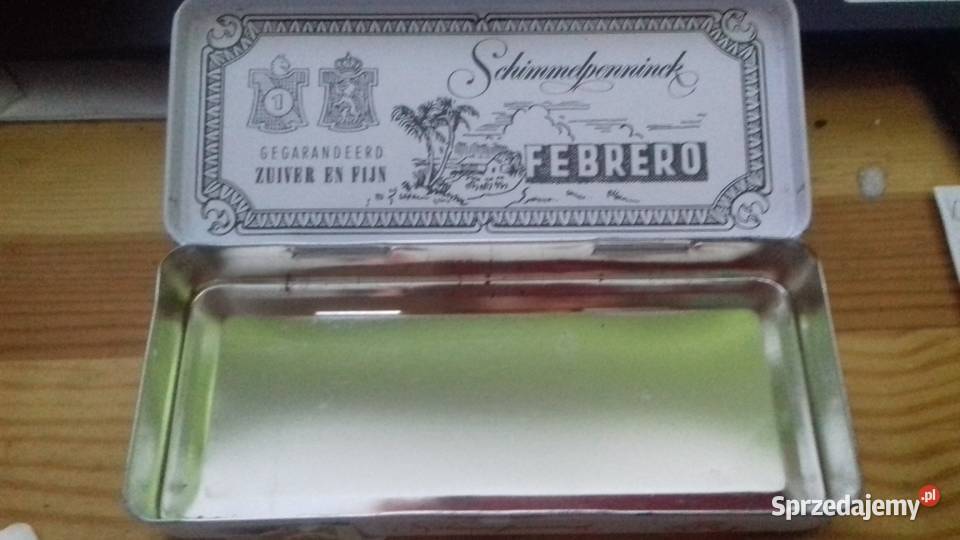 Schimmelpenninck
GEGARANDEERD
ZUIVER EN FIJN
FEBRERO
Sprzedajemy.pl